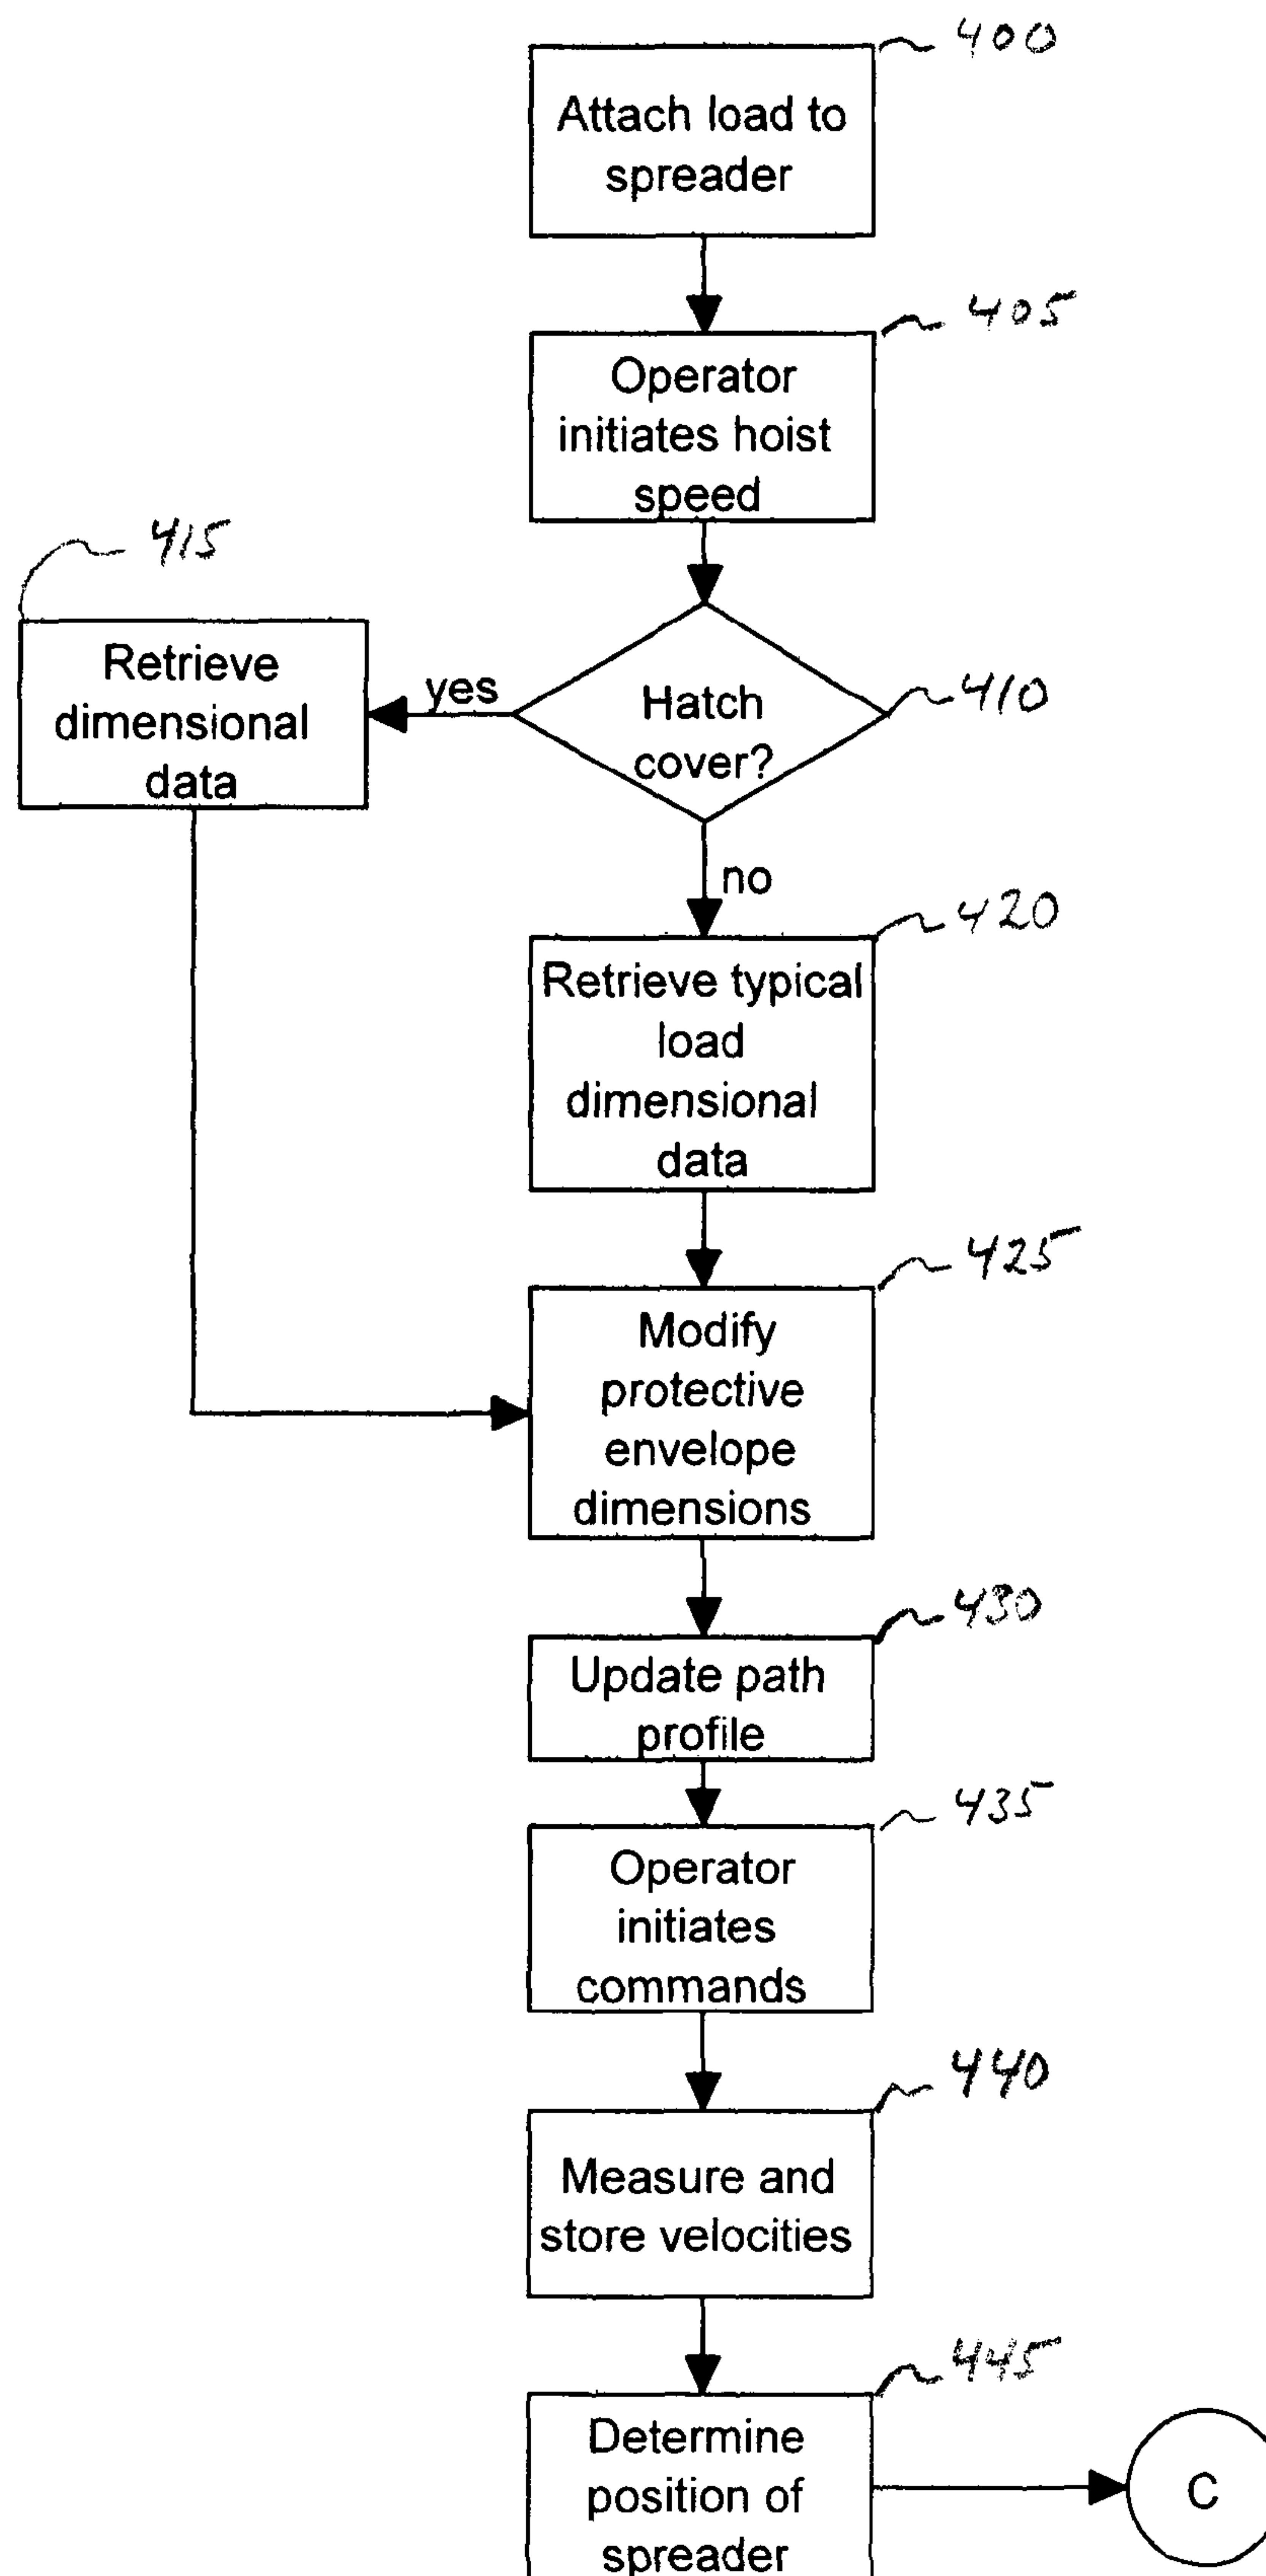 400
Attach load to
spreader
405
Operator
initiates hoist
speed
415
Retrieve
dimensional
data
yes
Hatch
cover?
410
no
420
Retrieve typical
load
dimensional
data
425
Modify
protective
envelope
dimensions
430
Update path
profile
435
Operator
initiates
commands
440
Measure and
store velocities
445
Determine
position of
spreader
C